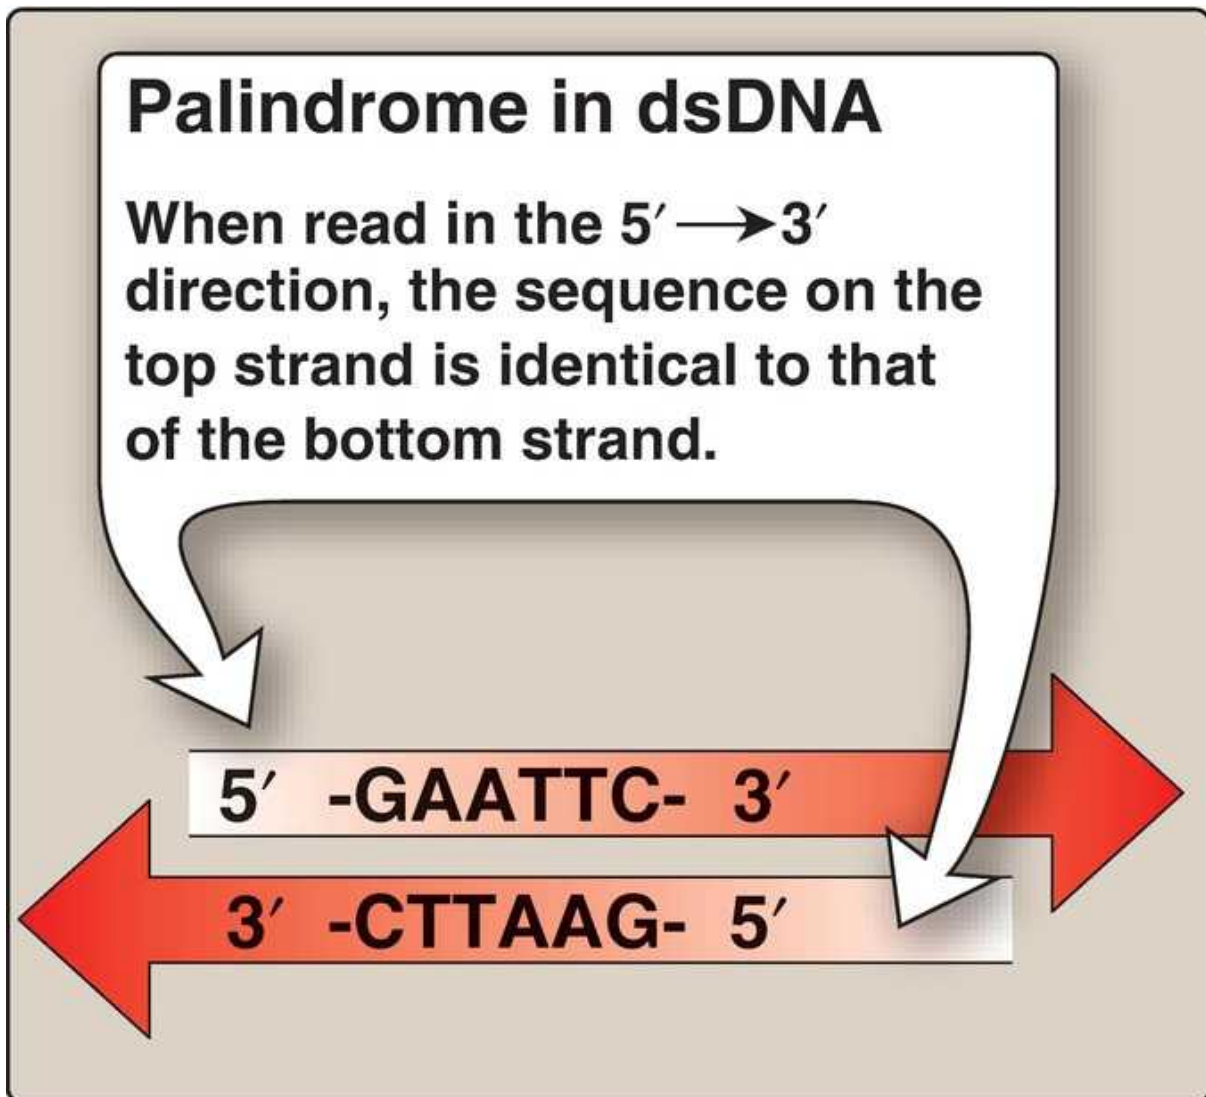 Palindrome in dsDNA
When read in the 5′ → 3′
direction, the sequence on the
top strand is identical to that
of the bottom strand.
5′ -GAATTC- 3′
3′ -CTTAAG- 5′